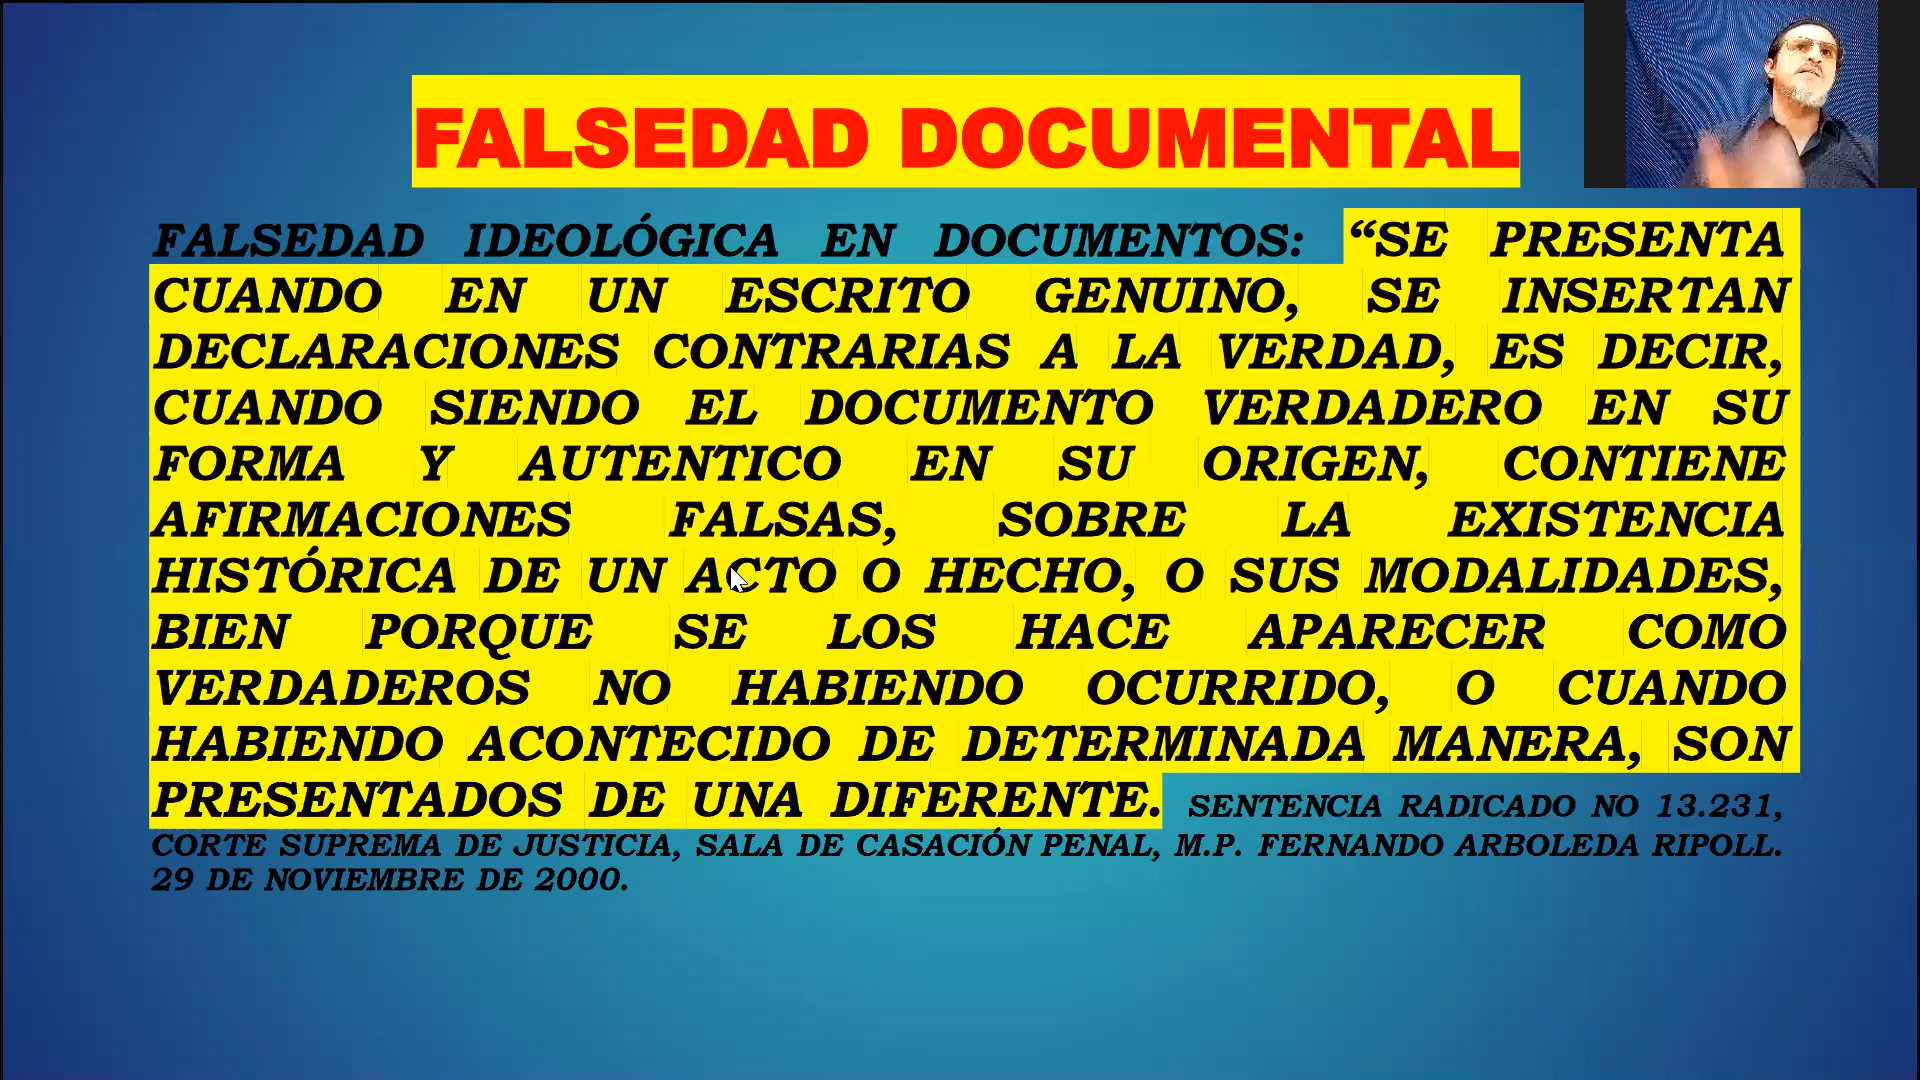 FALSEDAD DOCUMENTAL
FALSEDAD IDEOLÓGICA EN DOCUMENTOS: “SE PRESENTA
CUANDO EN UN ESCRITO GENUINO, SE INSERTAN
DECLARACIONES CONTRARIAS A LA VERDAD, ES DECIR,
CUANDO SIENDO EL DOCUMENTO VERDADERO EN SU
FORMA Y AUTENTICO EN SU ORIGEN, CONTIENE
AFIRMACIONES FALSAS, SOBRE LA EXISTENCIA
HISTÓRICA DE UN ACTO O HECHO, O SUS MODALIDADES,
BIEN PORQUE SE LOS HACE APARECER COMO
VERDADEROS NO HABIENDO OCURRIDO, O CUANDO
HABIENDO ACONTECIDO DE DETERMINADA MANERA, SON
PRESENTADOS DE UNA DIFERENTE. SENTENCIA RADICADO NO 13.231,
CORTE SUPREMA DE JUSTICIA, SALA DE CASACIÓN PENAL, M.P. FERNANDO ARBOLEDA RIPOLL.
29 DE NOVIEMBRE DE 2000.